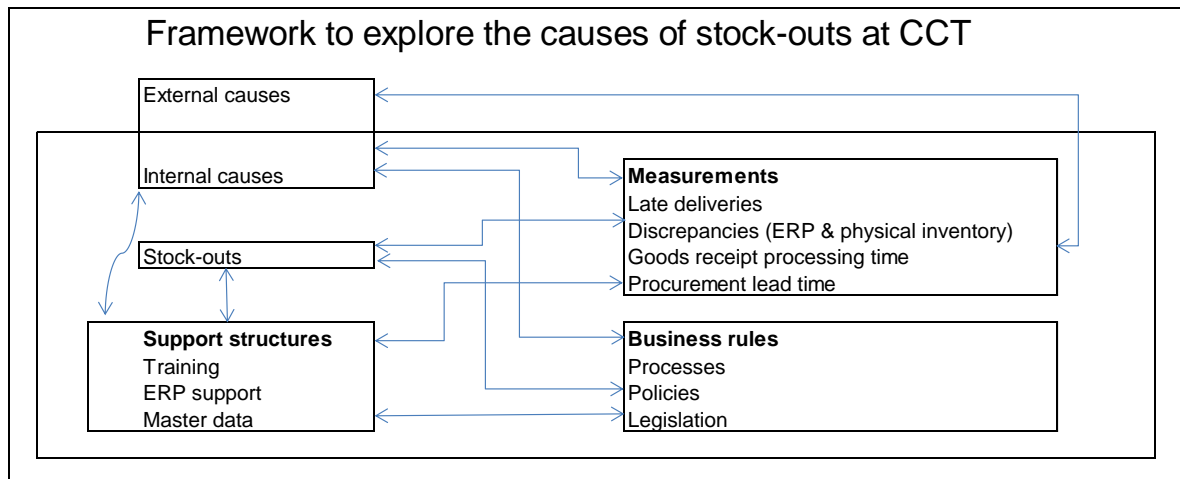 Framework to explore the causes of stock-outs at CCT
External causes
Internal causes
Stock-outs
Support structures
Training
ERP support
Master data
Measurements
Late deliveries
Discrepancies (ERP & physical inventory)
Goods receipt processing time
Procurement lead time
Business rules
Processes
Policies
Legislation